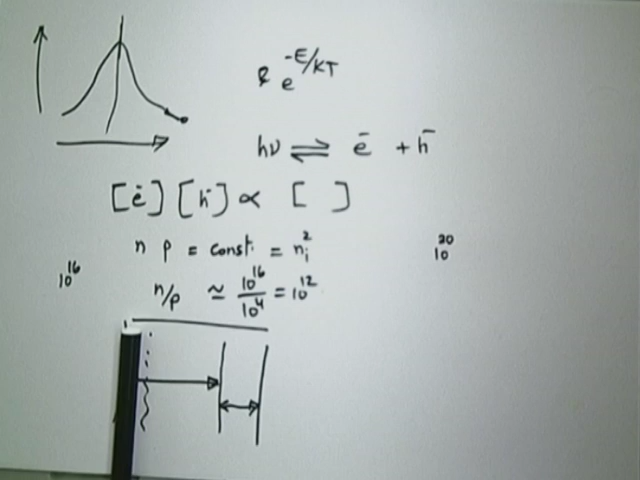 e^{-E/KT}
hν ⇌ e^- + h^-
[e^-] [h^-] ∝ [ ]
n p = const. = n_i^2
10^{20}
10^{16}
n/p ≃ 10^{16}/10^4 = 10^{12}